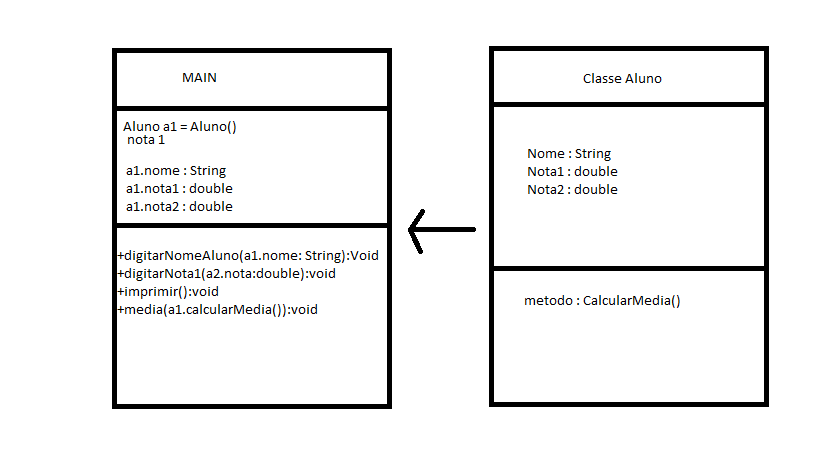 MAIN
Aluno a1 = Aluno()
nota 1
a1.nome : String
a1.nota1 : double
a1.nota2 : double
+digitarNomeAluno(a1.nome: String):Void
+digitarNota1(a2.nota:double):void
+imprimir():void
+media(a1.calcularMedia()):void
Classe Aluno
Nome : String
Nota1 : double
Nota2 : double
metodo : CalcularMedia()